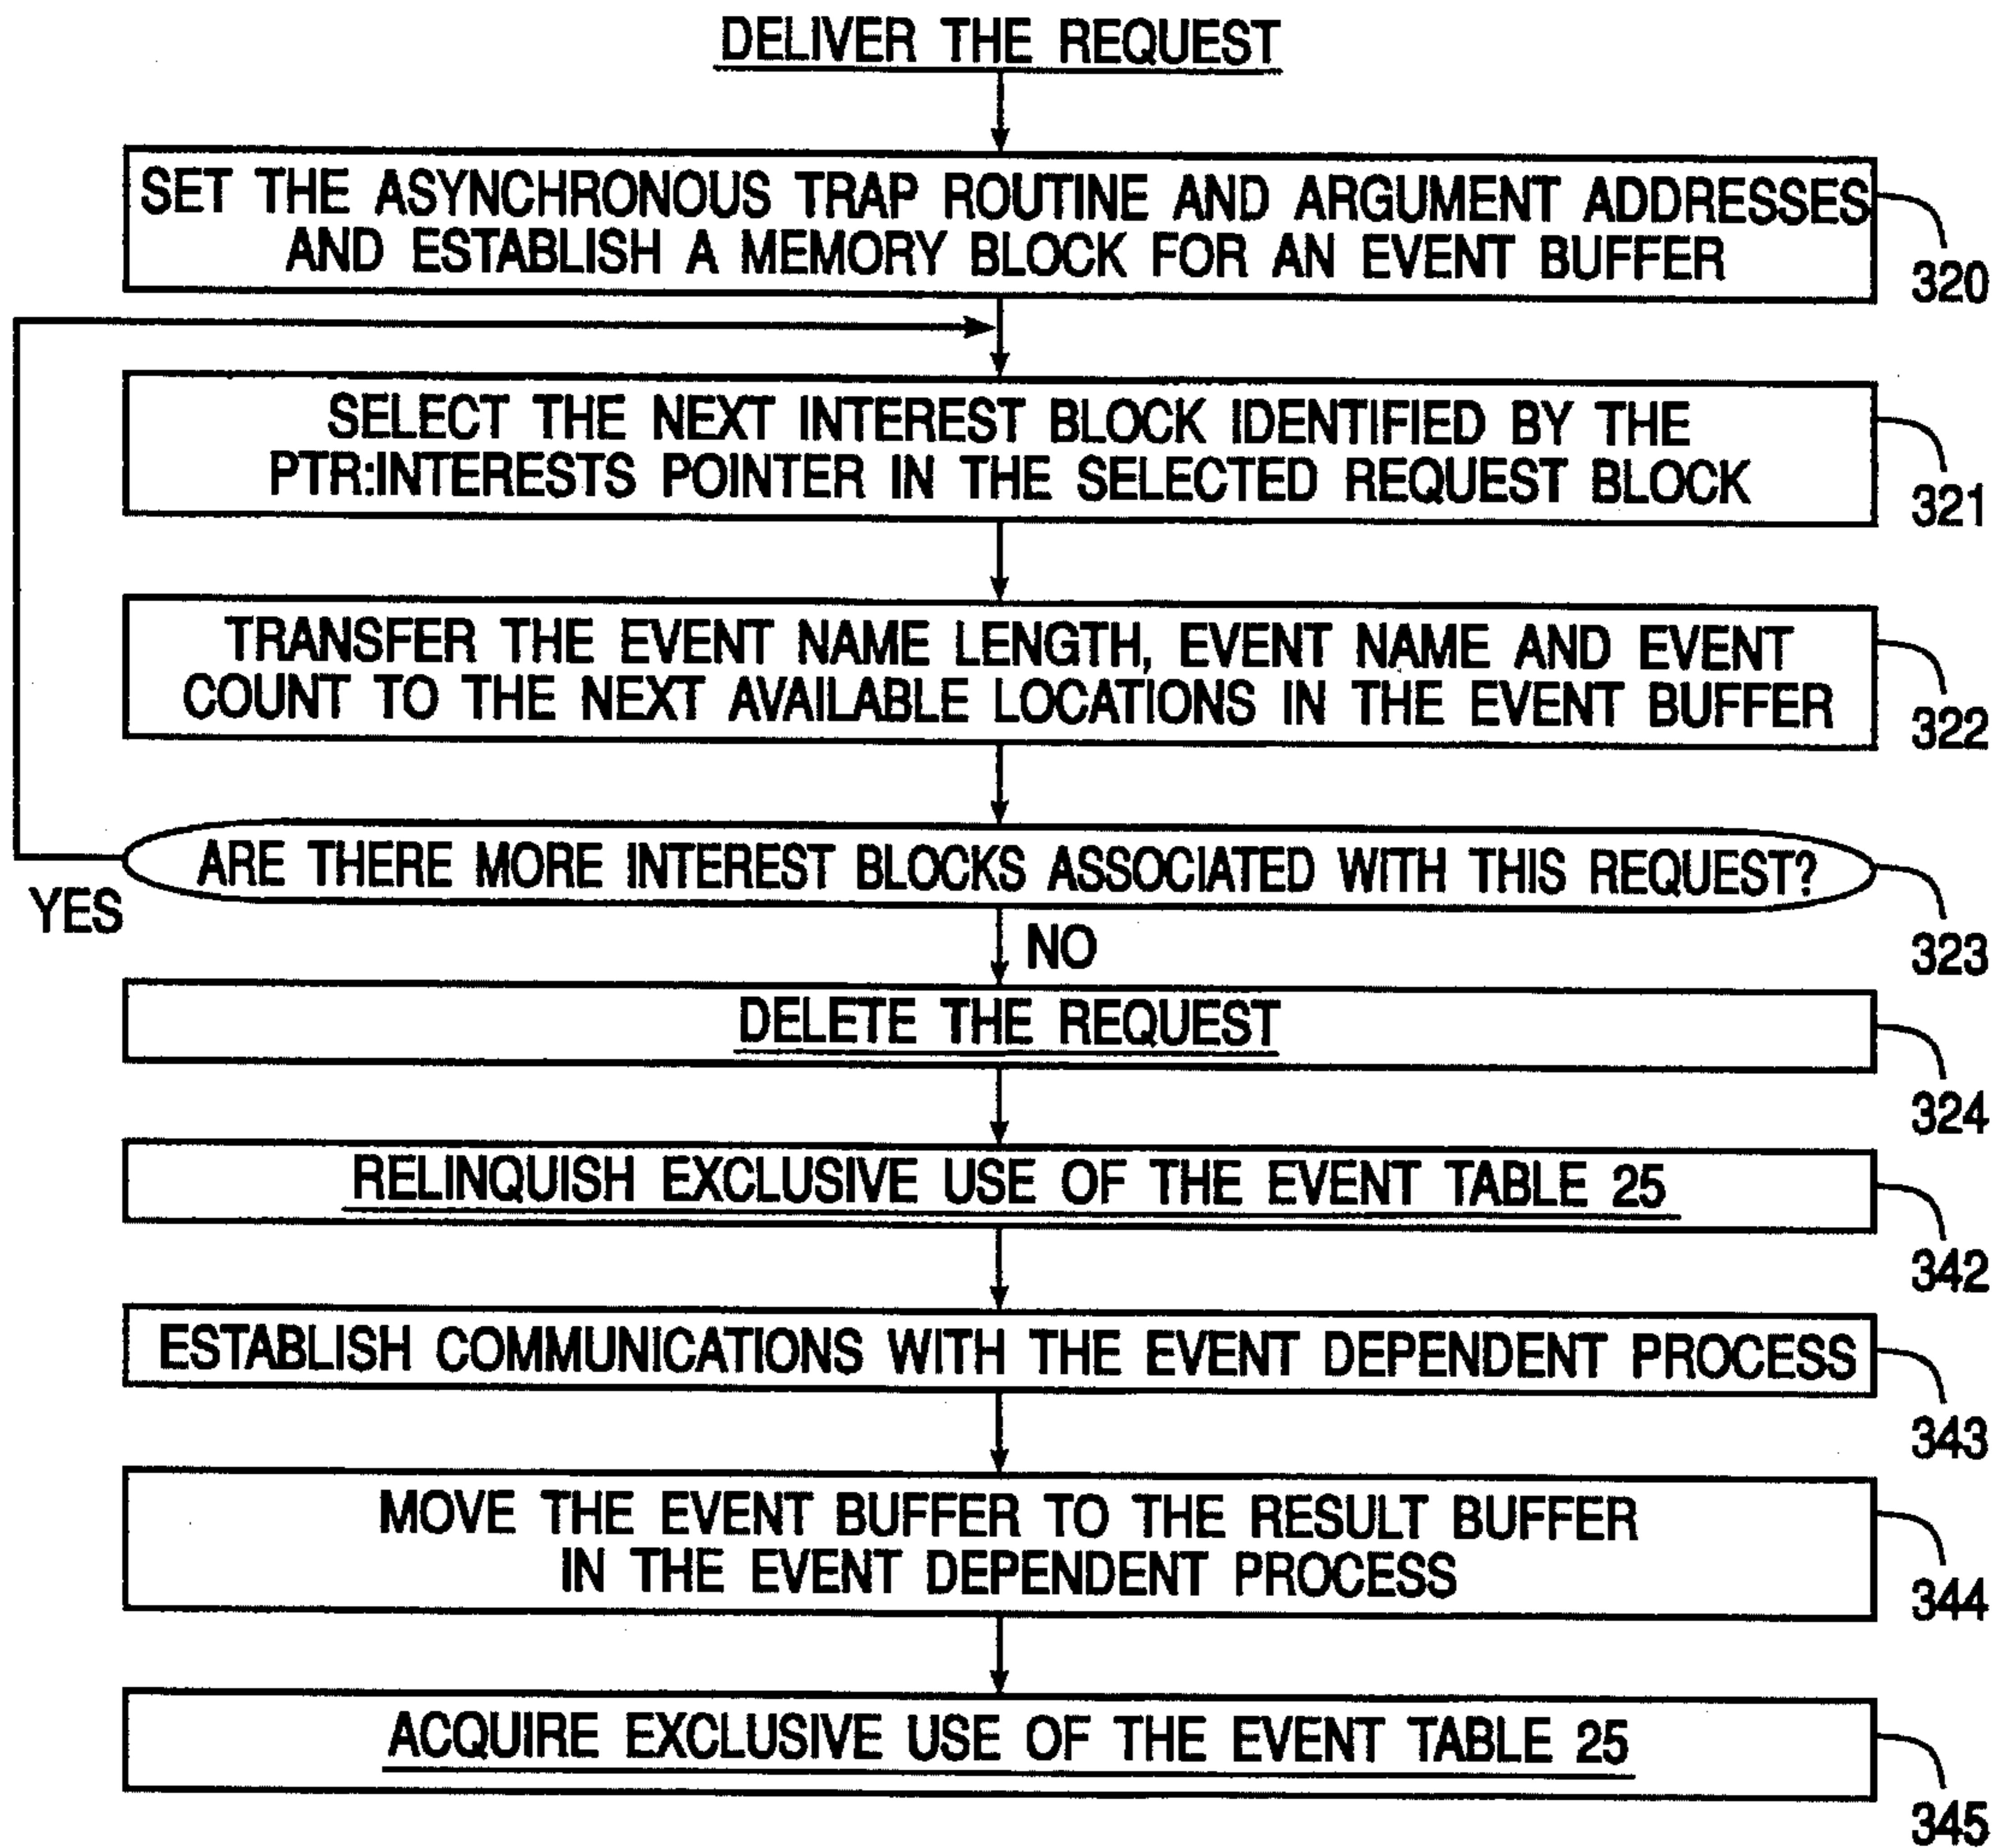 DELIVER THE REQUEST
SET THE ASYNCHRONOUS TRAP ROUTINE AND ARGUMENT ADDRESSES
AND ESTABLISH A MEMORY BLOCK FOR AN EVENT BUFFER
320
SELECT THE NEXT INTEREST BLOCK IDENTIFIED BY THE
PTR:INTERESTS POINTER IN THE SELECTED REQUEST BLOCK
321
TRANSFER THE EVENT NAME LENGTH, EVENT NAME AND EVENT
COUNT TO THE NEXT AVAILABLE LOCATIONS IN THE EVENT BUFFER
322
ARE THERE MORE INTEREST BLOCKS ASSOCIATED WITH THIS REQUEST?
YES
323
NO
DELETE THE REQUEST
324
RELINQUISH EXCLUSIVE USE OF THE EVENT TABLE 25
342
ESTABLISH COMMUNICATIONS WITH THE EVENT DEPENDENT PROCESS
343
MOVE THE EVENT BUFFER TO THE RESULT BUFFER
IN THE EVENT DEPENDENT PROCESS
344
ACQUIRE EXCLUSIVE USE OF THE EVENT TABLE 25
345